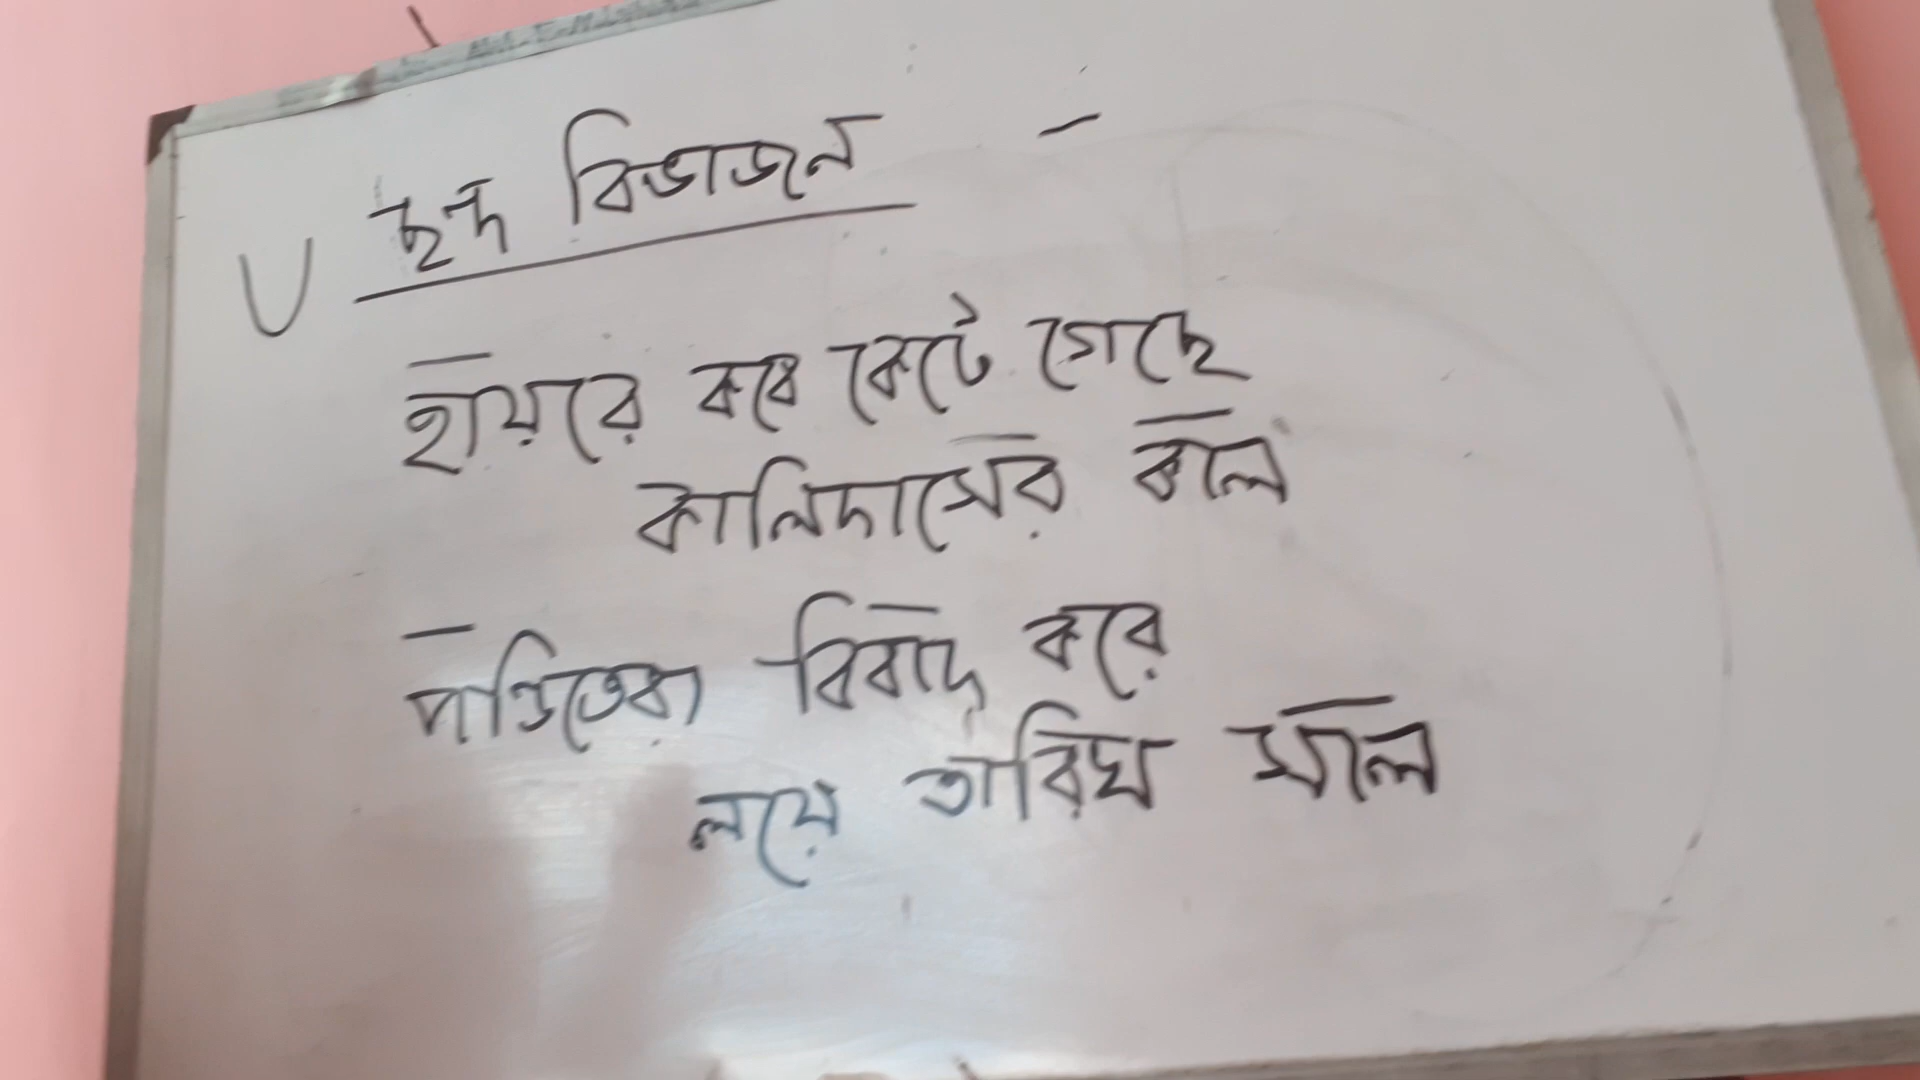 ছন্দ বিভাজন -
হায়রে কবে কেটে গেছে
কালিদাসের কাল
পণ্ডিতেরা বিবাদ করে
লয়ে তারিখ সাল